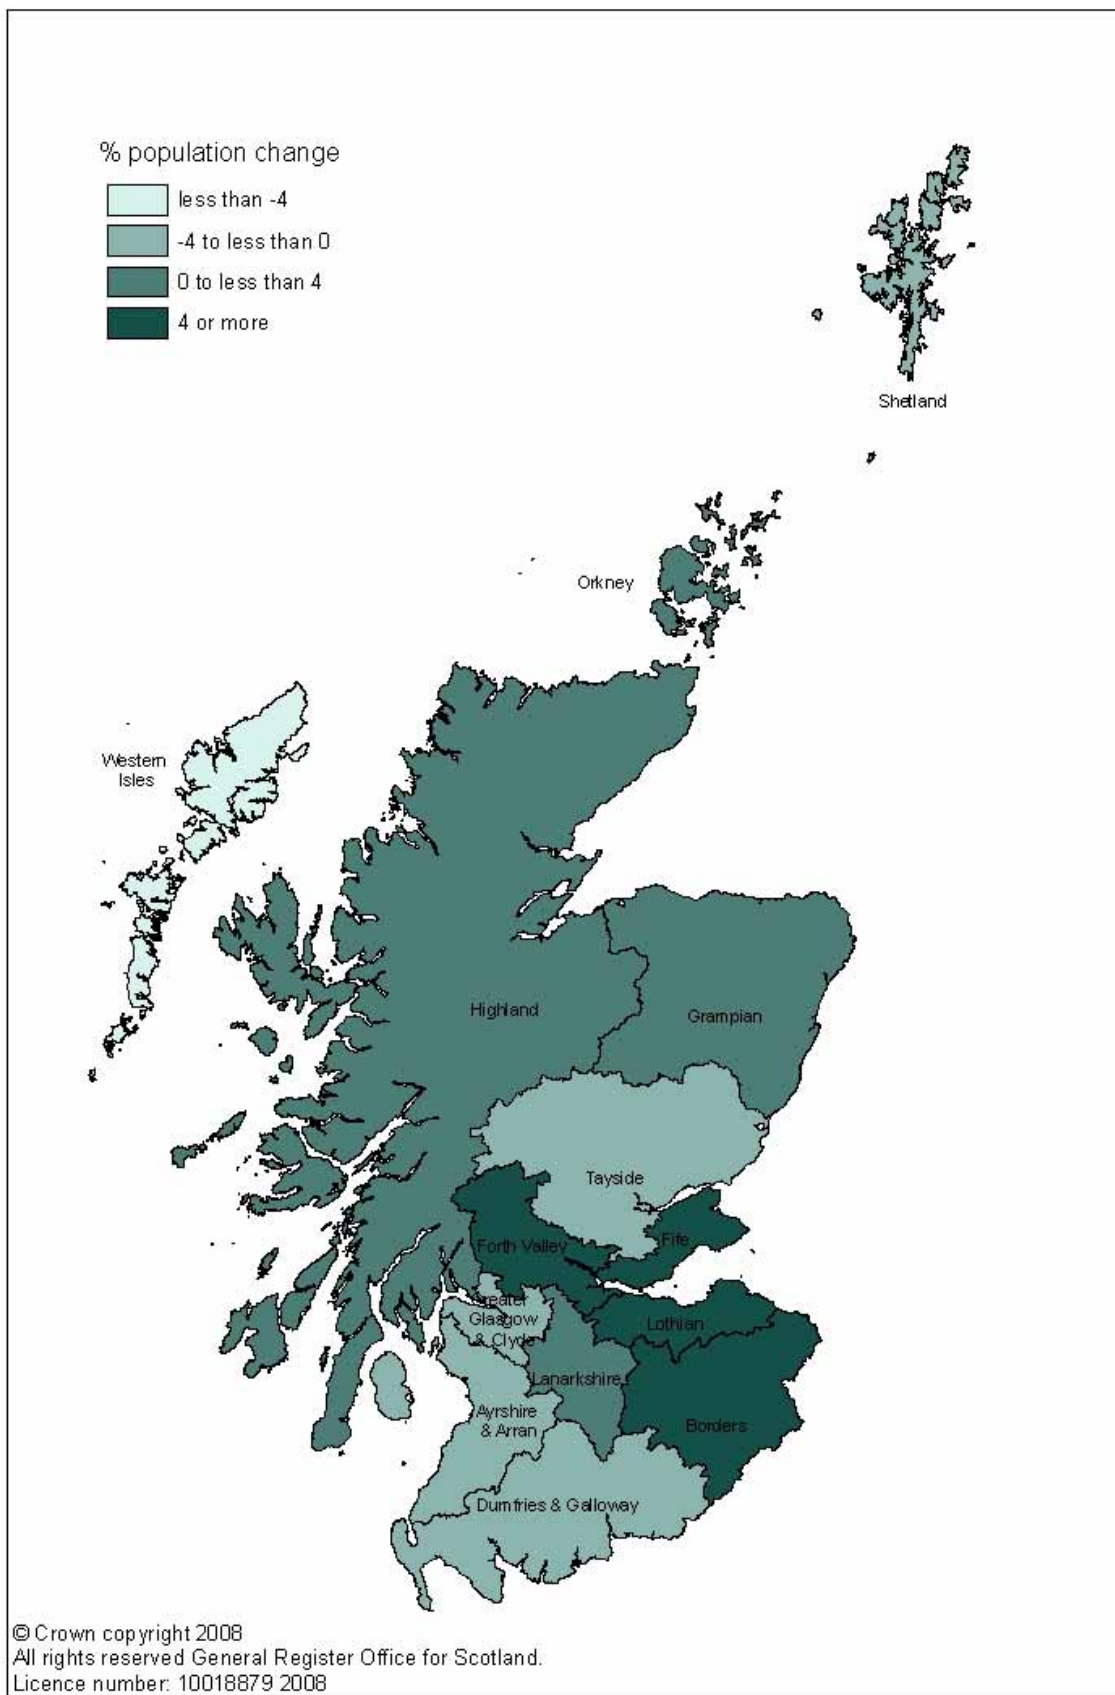 % population change
less than -4
-4 to less than 0
0 to less than 4
4 or more
Shetland
Orkney
Western
Isles
Highland
Grampian
Tayside
Forth Valley
Fife
Greater
Glasgow
& Clyde
Lothian
Lanarkshire
Ayrshire
& Arran
Borders
Dumfries & Galloway
© Crown copyright 2008
All rights reserved General Register Office for Scotland.
Licence number: 10018879 2008